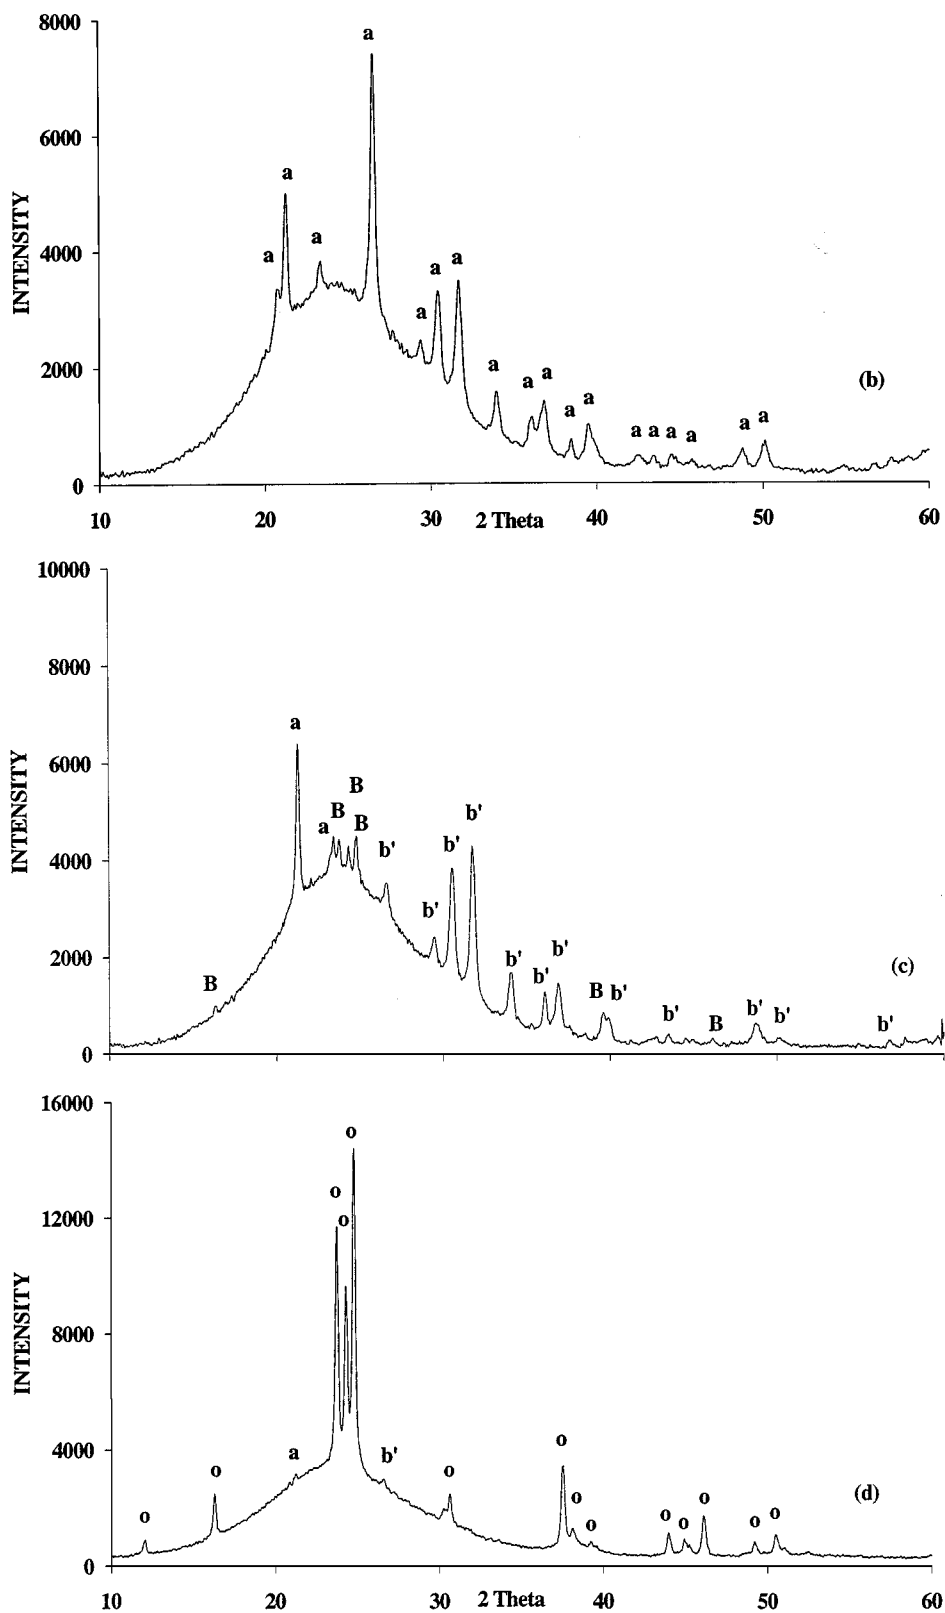 8000
a
6000
a
INTENSITY
a
a
4000
a
a
a
2000
a
a
a
a
a
(b)
a
a
a
a
a
a
0
10
20
30
2 Theta
40
50
60
10000
8000
a
INTENSITY
6000
B
b'
B
a
B
b'
b'
4000
b'
b'
2000
b'
(c)
B
b'
B
b'
b'
B
b'
b'
b'
0
16000
o
o
12000
o
INTENSITY
8000
4000
a
b'
o
o
o
o
(d)
o
o
o
o
o
o
o
o
0
10
20
30
2 Theta
40
50
60